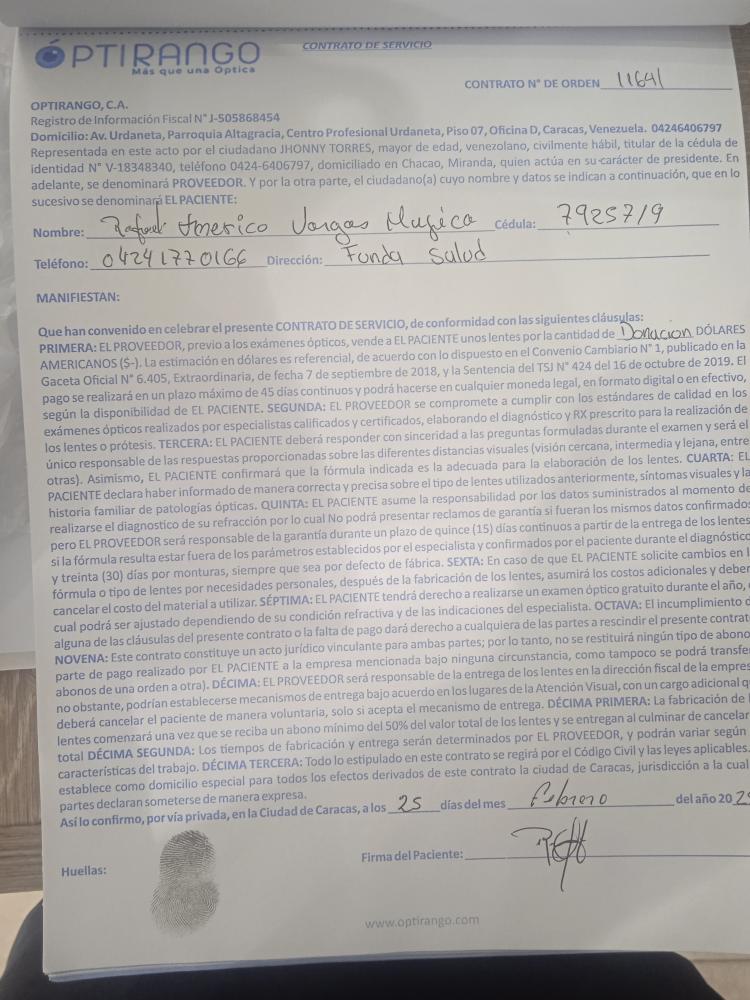 ÓPTIRANGO
Más que una Óptica
CONTRATO DE SERVICIO
CONTRATO N° DE ORDEN 11641
OPTIRANGO, C.A.
Registro de Información Fiscal N° J-505868454
Domicilio: Av. Urdaneta, Parroquia Altagracia, Centro Profesional Urdaneta, Piso 07, Oficina D, Caracas, Venezuela. 04246406797
Representada en este acto por el ciudadano JHONNY TORRES, mayor de edad, venezolano, civilmente hábil, titular de la cédula de
identidad N° V-18348340, teléfono 0424-6406797, domiciliado en Chacao, Miranda, quien actúa en su carácter de presidente. En
adelante, se denominará PROVEEDOR. Y por la otra parte, el ciudadano(a) cuyo nombre y datos se indican a continuación, que en lo
sucesivo se denominará EL PACIENTE:
Nombre: Rafael Americo Vargas Mujica Cédula: 7925719
Teléfono: 04241770166 Dirección: Funda Salud
MANIFIESTAN:
Que han convenido en celebrar el presente CONTRATO DE SERVICIO, de conformidad con las siguientes cláusulas:
PRIMERA: EL PROVEEDOR, previo a los exámenes ópticos, vende a EL PACIENTE unos lentes por la cantidad de Donacion DÓLARES
AMERICANOS ($-). La estimación en dólares es referencial, de acuerdo con lo dispuesto en el Convenio Cambiario N° 1, publicado en la
Gaceta Oficial N° 6.405, Extraordinaria, de fecha 7 de septiembre de 2018, y la Sentencia del TSJ N° 424 del 16 de octubre de 2019. El
pago se realizará en un plazo máximo de 45 días continuos y podrá hacerse en cualquier moneda legal, en formato digital o en efectivo,
según la disponibilidad de EL PACIENTE. SEGUNDA: EL PROVEEDOR se compromete a cumplir con los estándares de calidad en los
exámenes ópticos realizados por especialistas calificados y certificados, elaborando el diagnóstico y RX prescrito para la realización de
los lentes o prótesis. TERCERA: EL PACIENTE deberá responder con sinceridad a las preguntas formuladas durante el examen y será el
único responsable de las respuestas proporcionadas sobre las diferentes distancias visuales (visión cercana, intermedia y lejana, entre
otras). Asimismo, EL PACIENTE confirmará que la fórmula indicada es la adecuada para la elaboración de los lentes. CUARTA: EL
PACIENTE declara haber informado de manera correcta y precisa sobre el tipo de lentes utilizados anteriormente, síntomas visuales y la
historia familiar de patologías ópticas. QUINTA: EL PACIENTE asume la responsabilidad por los datos suministrados al momento de
realizarse el diagnostico de su refracción por lo cual No podrá presentar reclamos de garantía si fueran los mismos datos confirmados
pero EL PROVEEDOR será responsable de la garantía durante un plazo de quince (15) días continuos a partir de la entrega de los lentes
si la fórmula resulta estar fuera de los parámetros establecidos por el especialista y confirmados por el paciente durante el diagnóstico
y treinta (30) días por monturas, siempre que sea por defecto de fábrica. SEXTA: En caso de que EL PACIENTE solicite cambios en l
fórmula o tipo de lentes por necesidades personales, después de la fabricación de los lentes, asumirá los costos adicionales y deber
cancelar el costo del material a utilizar. SÉPTIMA: EL PACIENTE tendrá derecho a realizarse un examen óptico gratuito durante el año,
cual podrá ser ajustado dependiendo de su condición refractiva y de las indicaciones del especialista. OCTAVA: El incumplimiento d
alguna de las cláusulas del presente contrato o la falta de pago dará derecho a cualquiera de las partes a rescindir el presente contrat
NOVENA: Este contrato constituye un acto jurídico vinculante para ambas partes; por lo tanto, no se restituirá ningún tipo de abono
parte de pago realizado por EL PACIENTE a la empresa mencionada bajo ninguna circunstancia, como tampoco se podrá transfe
abonos de una orden a otra). DÉCIMA: EL PROVEEDOR será responsable de la entrega de los lentes en la dirección fiscal de la empres
no obstante, podrían establecerse mecanismos de entrega bajo acuerdo en los lugares de la Atención Visual, con un cargo adicional q
deberá cancelar el paciente de manera voluntaria, solo si acepta el mecanismo de entrega. DÉCIMA PRIMERA: La fabricación de l
lentes comenzará una vez que se reciba un abono mínimo del 50% del valor total de los lentes y se entregan al culminar de cancelar
total DÉCIMA SEGUNDA: Los tiempos de fabricación y entrega serán determinados por EL PROVEEDOR, y podrán variar según
características del trabajo. DÉCIMA TERCERA: Todo lo estipulado en este contrato se regirá por el Código Civil y las leyes aplicables.
establece como domicilio especial para todos los efectos derivados de este contrato la ciudad de Caracas, jurisdicción a la cual
partes declaran someterse de manera expresa.
Así lo confirmo, por vía privada, en la Ciudad de Caracas, a los 25 días del mes Febrero del año 202
Huellas:
Firma del Paciente:
www.optirango.com